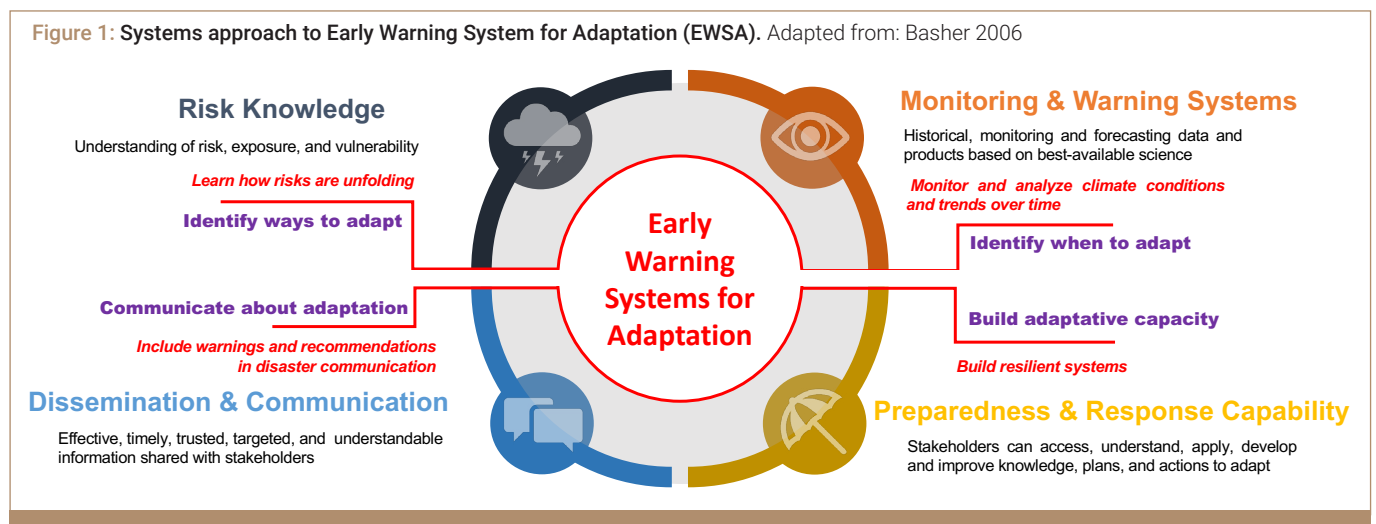 Figure 1: Systems approach to Early Warning System for Adaptation (EWSA). Adapted from: Basher 2006
Risk Knowledge
Understanding of risk, exposure, and vulnerability
Learn how risks are unfolding
Identify ways to adapt
Monitoring & Warning Systems
Historical, monitoring and forecasting data and
products based on best-available science
Monitor and analyze climate conditions
and trends over time
Identify when to adapt
Early
Warning
Systems for
Adaptation
Communicate about adaptation
Include warnings and recommendations
in disaster communication
Dissemination & Communication
Effective, timely, trusted, targeted, and understandable
information shared with stakeholders
Build adaptative capacity
Build resilient systems
Preparedness & Response Capability
Stakeholders can access, understand, apply, develop
and improve knowledge, plans, and actions to adapt